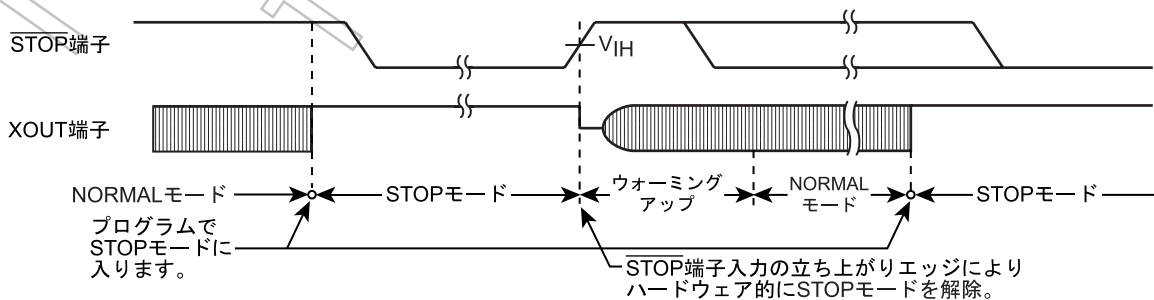 STOP端子
VIH
XOUT端子
NORMALモード
STOPモード
ウォーミング
アップ
NORMAL
モード
STOPモード
プログラムで
STOPモードに
入ります。
STOP端子入力の立ち上がりエッジにより
ハードウェア的にSTOPモードを解除。